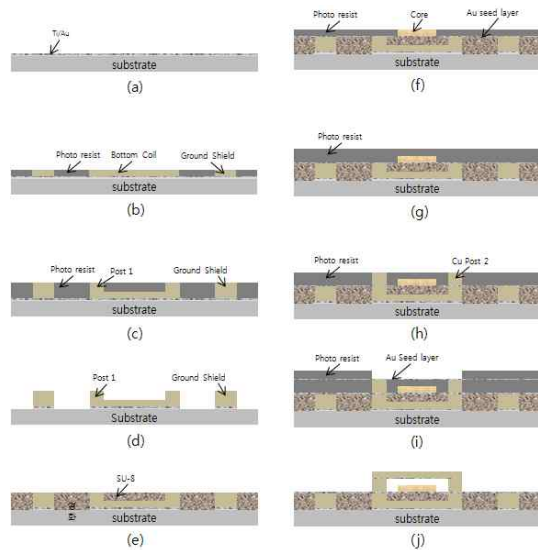 Ti/Au
substrate
(a)
Photo resist
Bottom Coil
Ground Shield
substrate
(b)
Photo resist
Post 1
Ground Shield
substrate
(c)
Post 1
Ground Shield
Substrate
(d)
SU-8
substrate
(e)
Photo resist
Core
Au seed layer
substrate
(f)
Photo resist
substrate
(g)
Photo resist
Cu Post 2
substrate
(h)
Photo resist
Au Seed layer
substrate
(i)
substrate
(j)